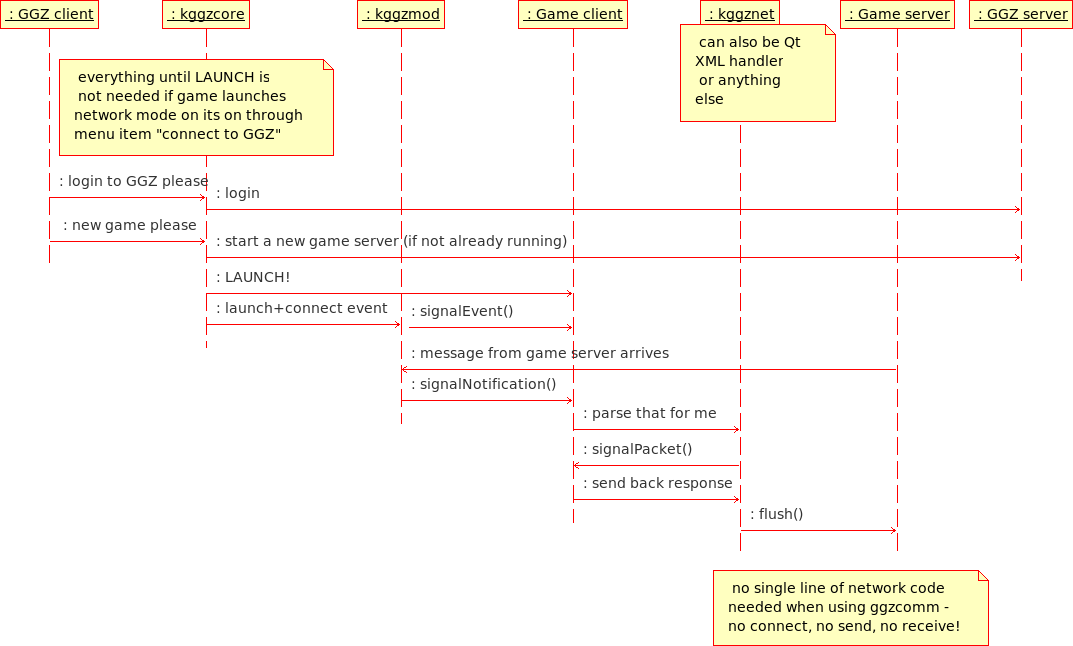 : GGZ client
: kggzcore
: kggzmod
: Game client
: kggznet
: Game server
: GGZ server
can also be Qt
XML handler
or anything
else
everything until LAUNCH is
not needed if game launches
network mode on its on through
menu item "connect to GGZ"
: login to GGZ please
: login
: new game please
: start a new game server (if not already running)
: LAUNCH!
: launch+connect event
: signalEvent()
: message from game server arrives
: signalNotification()
: parse that for me
: signalPacket()
: send back response
: flush()
no single line of network code
needed when using ggzcomm -
no connect, no send, no receive!